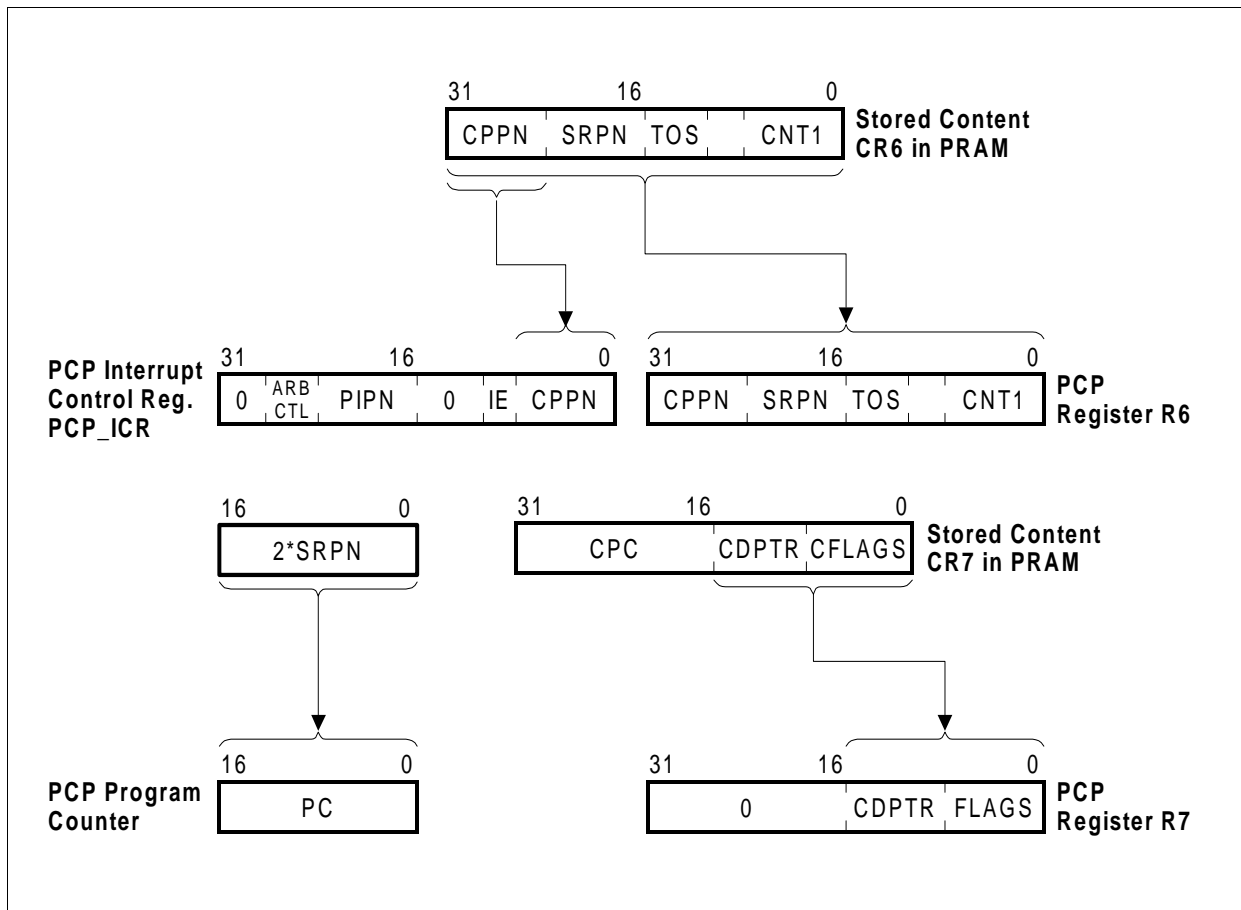 31 16 0
CPPN SRPN TOS CNT1
Stored Content
CR6 in PRAM
PCP Interrupt
Control Reg.
PCP_ICR
31 16 0
0 ARB CTL PIPN 0 IE CPPN
31 16 0
CPPN SRPN TOS CNT1
PCP
Register R6
16 0
2*SRPN
31 16 0
CPC CDPTR CFLAGS
Stored Content
CR7 in PRAM
PCP Program
Counter
16 0
PC
31 16 0
0 CDPTR FLAGS
PCP
Register R7